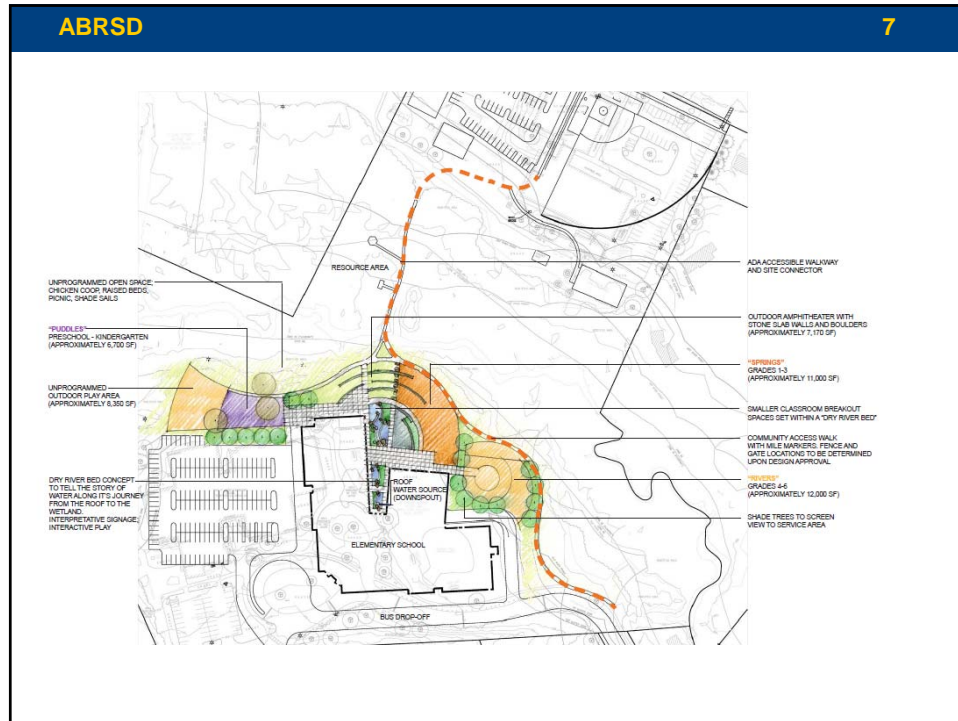 ABRSD
7
RESOURCE AREA
UNPROGRAMMED OPEN SPACE;
CHICKEN COOP, RAISED BEDS,
PICNIC, SHADE SAILS
"PUDDLES"
PRESCHOOL - KINDERGARTEN
(APPROXIMATELY 6,700 SF)
UNPROGRAMMED
OUTDOOR PLAY AREA
DRY RIVER BED CONCEPT
TO TELL THE STORY OF
WATER ALONG IT'S JOURNEY
FROM THE ROOF TO THE
WETLAND.
INTERPRETATIVE SIGNAGE;
INTERACTIVE PLAY
ROOF
WATER SOURCE
(DOWNSPOUT)
ELEMENTARY SCHOOL
BUS DROP-OFF
ADA ACCESSIBLE WALKWAY
AND SITE CONNECTOR
OUTDOOR AMPHITHEATER WITH
STONE SLAB WALLS AND BOULDERS
(APPROXIMATELY 7,170 SF)
"SPRINGS"
GRADES 1-3
(APPROXIMATELY 11,000 SF)
SMALLER CLASSROOM BREAKOUT
SPACES SET WITHIN A "DRY RIVER BED"
COMMUNITY ACCESS WALK
WITH MILE MARKERS. FENCE AND
GATE LOCATIONS TO BE DETERMINED
UPON DESIGN APPROVAL
"RIVERS"
GRADES 4-6
(APPROXIMATELY 12,000 SF)
SHADE TREES TO SCREEN
VIEW TO SERVICE AREA